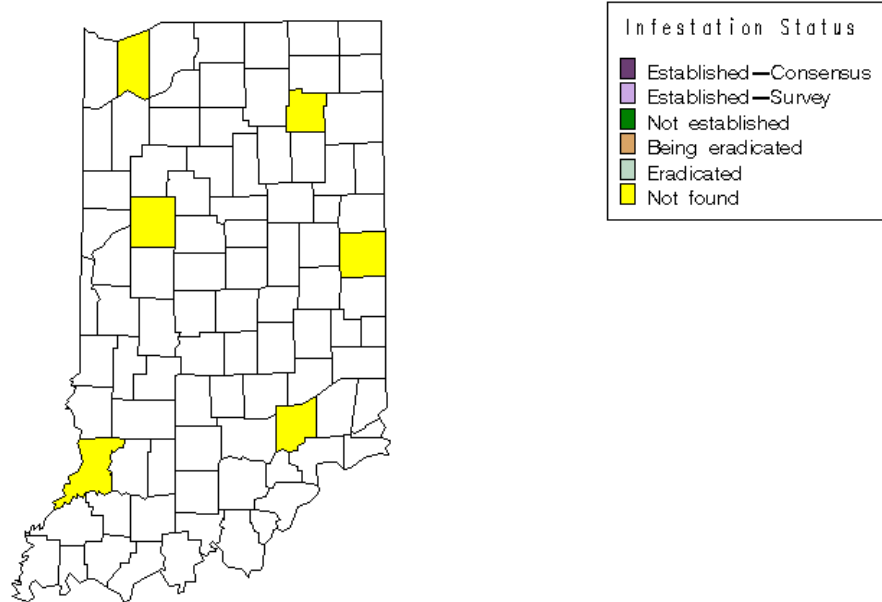 Infestation Status
Established—Consensus
Established—Survey
Not established
Being eradicated
Eradicated
Not found